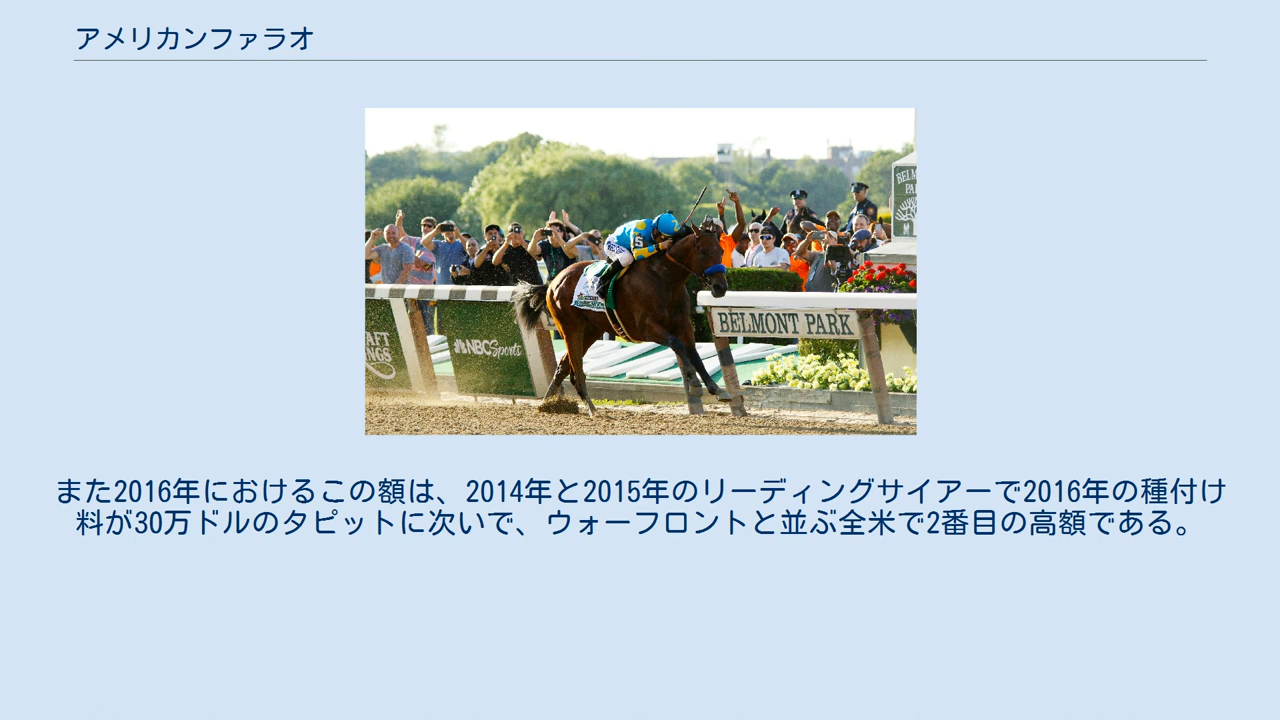 アメリカンファラオ
BELM
PA
BELMONT PARK
AFT
NGS
NBC Sports
5
また2016年におけるこの額は、2014年と2015年のリーディングサイアーで2016年の種付け
料が30万ドルのタピットに次いで、ウォーフロントと並ぶ全米で2番目の高額である。